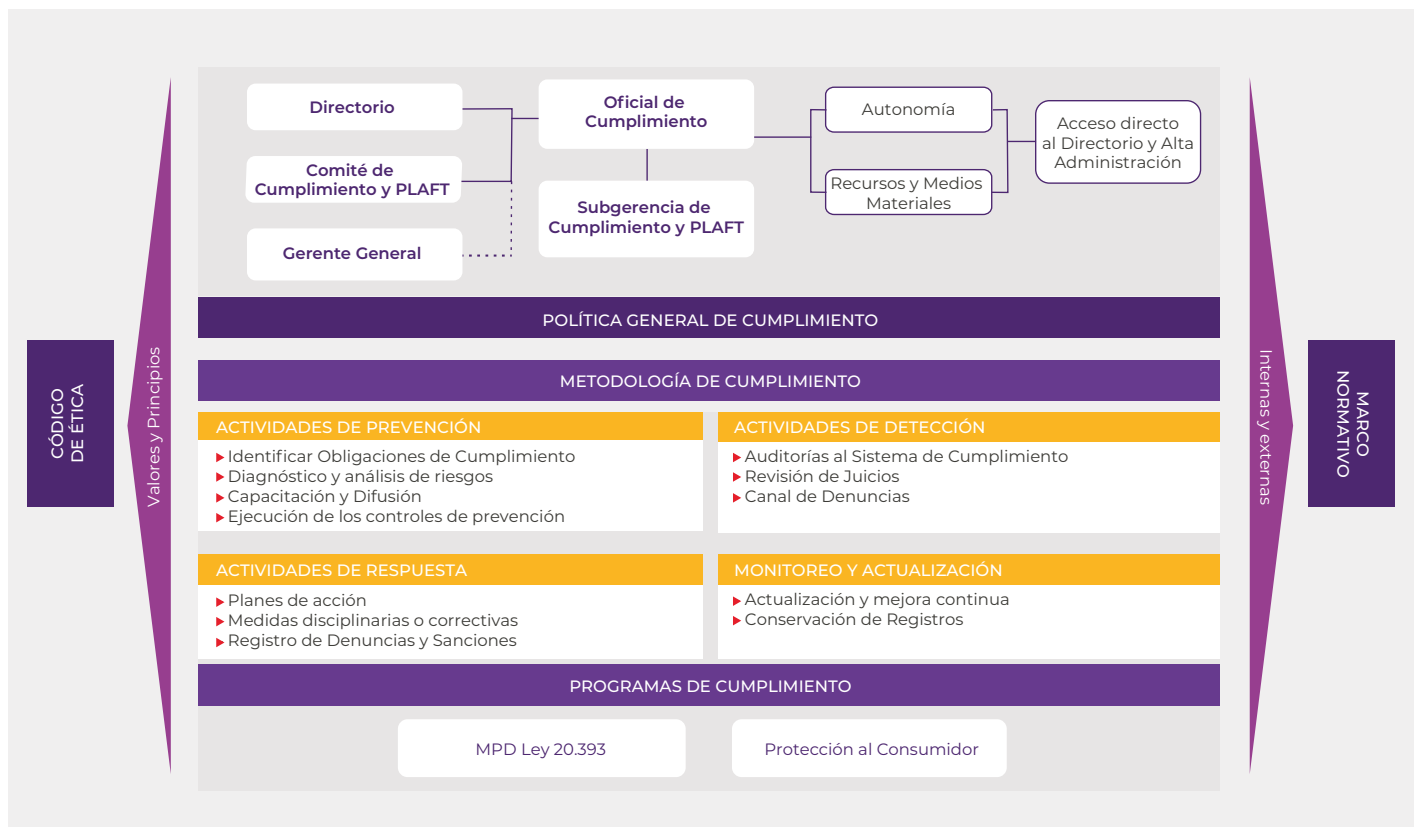 Directorio
Comité de
Cumplimiento y PLAFT
Gerente General
Oficial de
Cumplimiento
Subgerencia de
Cumplimiento y PLAFT
Autonomía
Recursos y Medios
Materiales
Acceso directo
al Directorio y Alta
Administración
POLÍTICA GENERAL DE CUMPLIMIENTO
CÓDIGO
DE ÉTICA
Valores y Principios
METODOLOGÍA DE CUMPLIMIENTO
ACTIVIDADES DE PREVENCIÓN
Identificar Obligaciones de Cumplimiento
Diagnóstico y análisis de riesgos
Capacitación y Difusión
Ejecución de los controles de prevención
ACTIVIDADES DE DETECCIÓN
Auditorías al Sistema de Cumplimiento
Revisión de Juicios
Canal de Denuncias
ACTIVIDADES DE RESPUESTA
Planes de acción
Medidas disciplinarias o correctivas
Registro de Denuncias y Sanciones
MONITOREO Y ACTUALIZACIÓN
Actualización y mejora continua
Conservación de Registros
Internas y externas
MARCO
NORMATIVO
PROGRAMAS DE CUMPLIMIENTO
MPD Ley 20.393
Protección al Consumidor